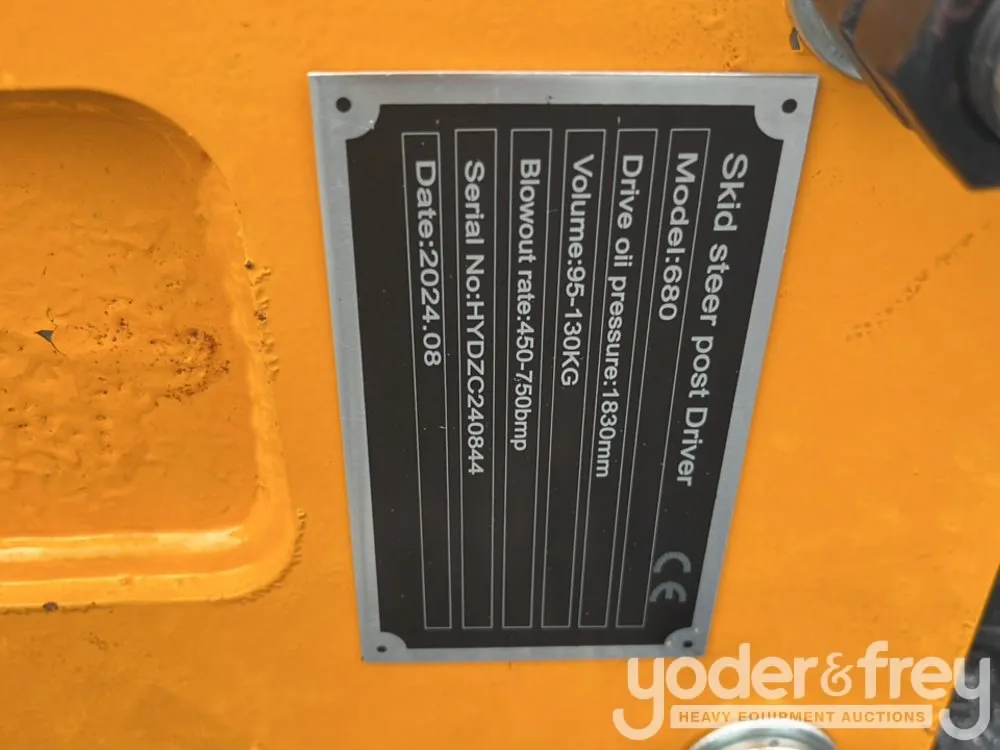 Skid steer post Driver
CE
Model:680
Drive oii pressure:1830mm
Volume:95-130KG
Blowout rate:450-750bmp
Serial No:HYDZC240844
Date:2024.08
yoder&frey
HEAVY EQUIPMENT AUCTIONS